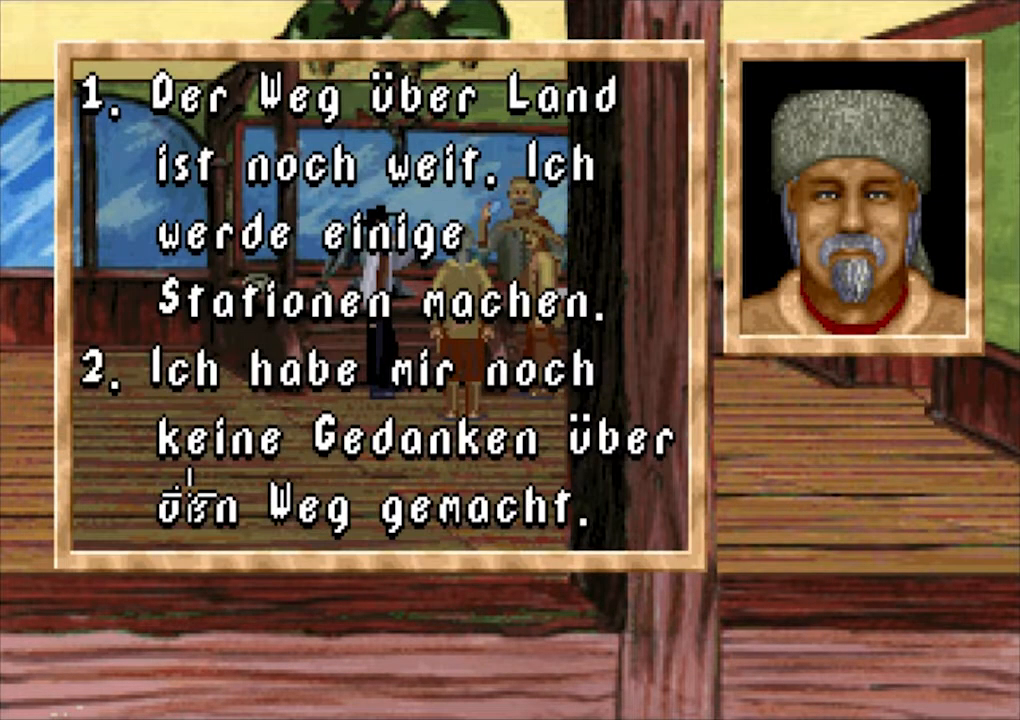 1. Der Weg über Land
ist noch weit. Ich
werde einige
Stationen machen.
2. Ich habe mir noch
keine Gedanken über
den Weg gemacht.